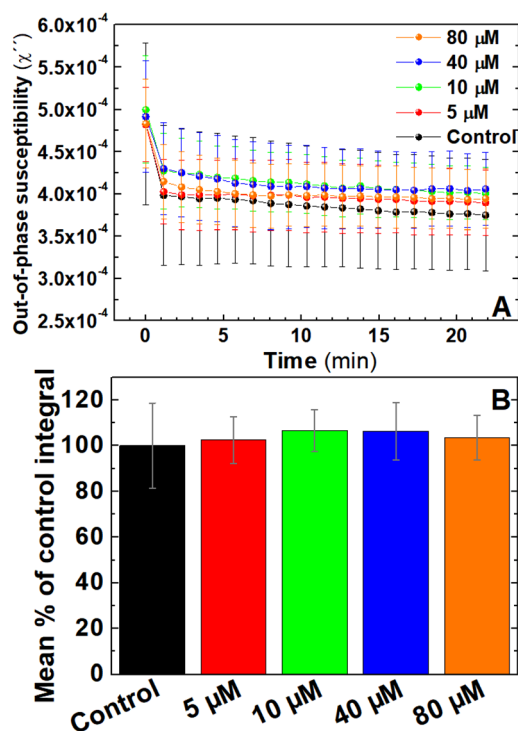 Out-of-phase susceptibility (χ´´)
6.0x10-4
5.5x10-4
5.0x10-4
4.5x10-4
4.0x10-4
3.5x10-4
3.0x10-4
2.5x10-4
80 µM
40 µM
10 µM
5 µM
Control
A
0 5 10 15 20
Time (min)
Mean % of control integral
120
100
80
60
40
20
0
B
Control 5 µM 10 µM 40 µM 80 µM